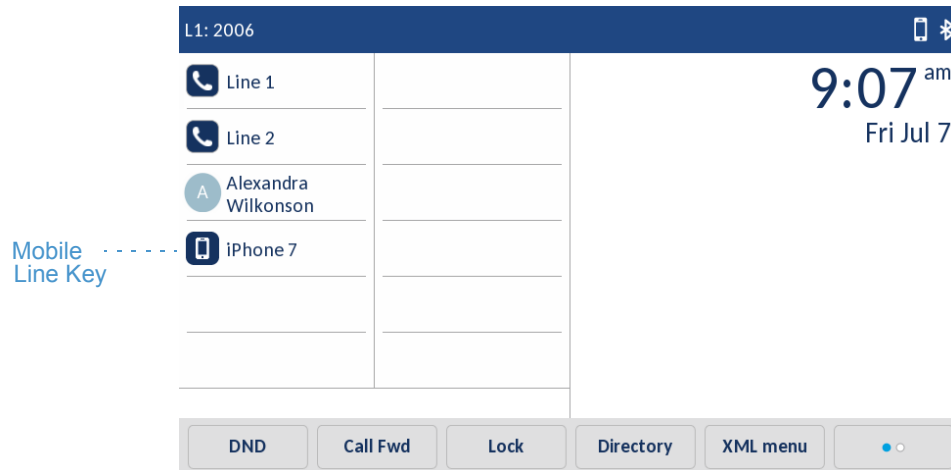 L1: 2006
Line 1
Line 2
A
Alexandra
Wilkonson
iPhone 7
9:07 am
Fri Jul 7
Mobile
Line Key
DND
Call Fwd
Lock
Directory
XML menu